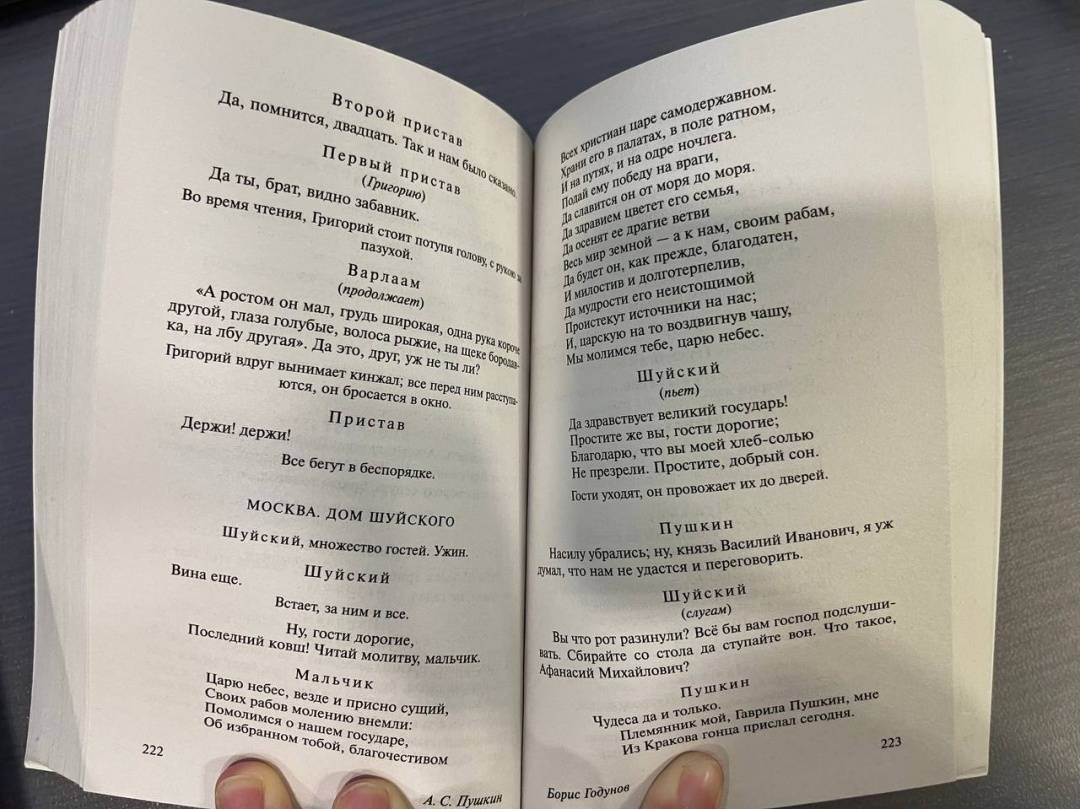 Второй пристав
Да, помнится, двадцать. Так и нам было сказано.
Первый пристав
(Григорию)
Да ты, брат, видно забавник.
Во время чтения, Григорий стоит потупя голову, с рукою за
пазухой.
Варлаам
(продолжает)
«А ростом он мал, грудь широкая, одна рука короче
другой, глаза голубые, волоса рыжие, на щеке бородав-
ка, на лбу другая». Да это, друг, уж не ты ли?
Григорий вдруг вынимает кинжал; все перед ним расступа-
ются, он бросается в окно.
Пристав
Держи! держи!
Все бегут в беспорядке.
МОСКВА. ДОМ ШУЙСКОГО
Шуйский, множество гостей. Ужин.
Шуйский
Вина еще.
Встает, за ним и все.
Ну, гости дорогие,
Последний ковш! Читай молитву, мальчик.
Мальчик
Царю небес, везде и присно сущий,
Своих рабов молению внемли:
Помолимся о нашем государе,
Об избранном тобой, благочестивом
222
А. С. Пушкин
Всех христиан царе самодержавном.
Храни его в палатах, в поле ратном,
И на путях, и на одре ночлега.
Подай ему победу на враги,
Да славится он от моря до моря.
Да здравием цветет его семья,
Да осенят ее драгие ветви
Весь мир земной — а к нам, своим рабам,
Да будет он, как прежде, благодатен,
И милостив и долготерпелив,
Да мудрости его неистощимой
Проистекут источники на нас;
И, царскую на то воздвигнув чашу,
Мы молимся тебе, царю небес.
Шуйский
(пьет)
Да здравствует великий государь!
Простите же вы, гости дорогие;
Благодарю, что вы моей хлеб-солью
Не презрели. Простите, добрый сон.
Гости уходят, он провожает их до дверей.
Пушкин
Насилу убрались; ну, князь Василий Иванович, я уж
думал, что нам не удастся и переговорить.
Шуйский
(слугам)
Вы что рот разинули? Всё бы вам господ подслуши-
вать. Сбирайте со стола да ступайте вон. Что такое,
Афанасий Михайлович?
Пушкин
Чудеса да и только.
Племянник мой, Гаврила Пушкин, мне
Из Кракова гонца прислал сегодня.
223
Борис Годунов